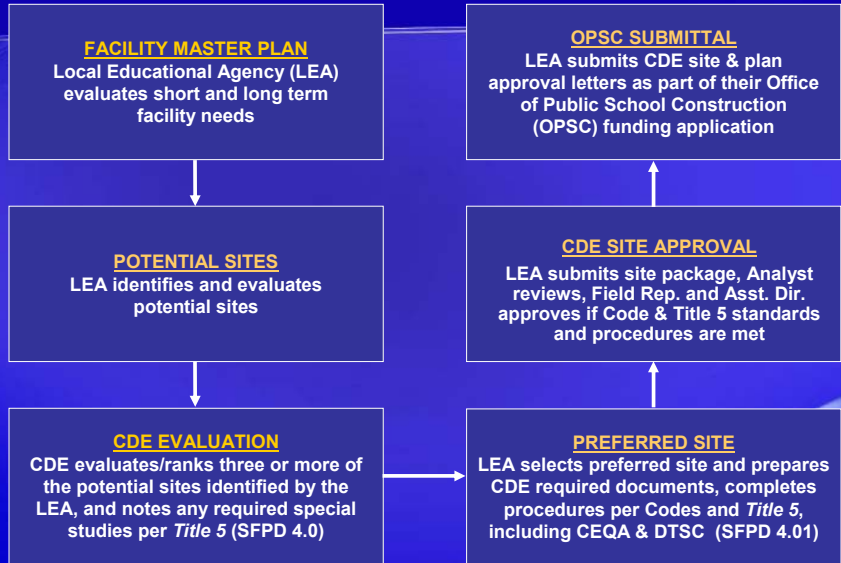 FACILITY MASTER PLAN
Local Educational Agency (LEA)
evaluates short and long term
facility needs
POTENTIAL SITES
LEA identifies and evaluates
potential sites
CDE EVALUATION
CDE evaluates/ranks three or more of
the potential sites identified by the
LEA, and notes any required special
studies per Title 5 (SFPD 4.0)
PREFERRED SITE
LEA selects preferred site and prepares
CDE required documents, completes
procedures per Codes and Title 5,
including CEQA & DTSC (SFPD 4.01)
CDE SITE APPROVAL
LEA submits site package, Analyst
reviews, Field Rep. and Asst. Dir.
approves if Code & Title 5 standards
and procedures are met
OPSC SUBMITTAL
LEA submits CDE site & plan
approval letters as part of their Office
of Public School Construction
(OPSC) funding application